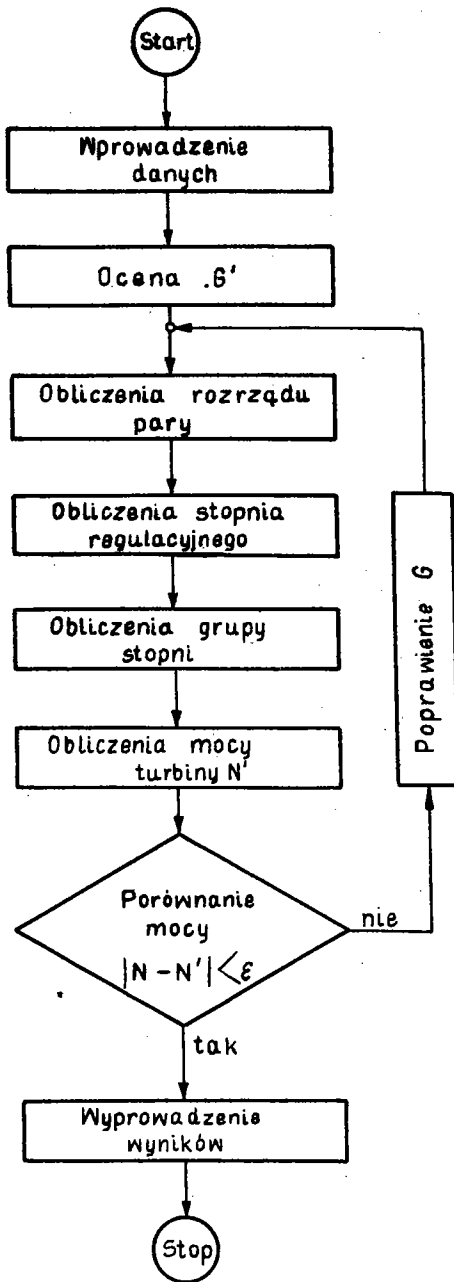 Start
Wprowadzenie
danych
Ocena .G'
Obliczenia rozrządu
pary
Obliczenia stopnia
regulacyjnego
Obliczenia grupy
stopni
Obliczenia mocy
turbiny N'
Porównanie
mocy
|N - N'| < ε
nie
Poprawienie G
tak
Wyprowadzenie
wyników
Stop